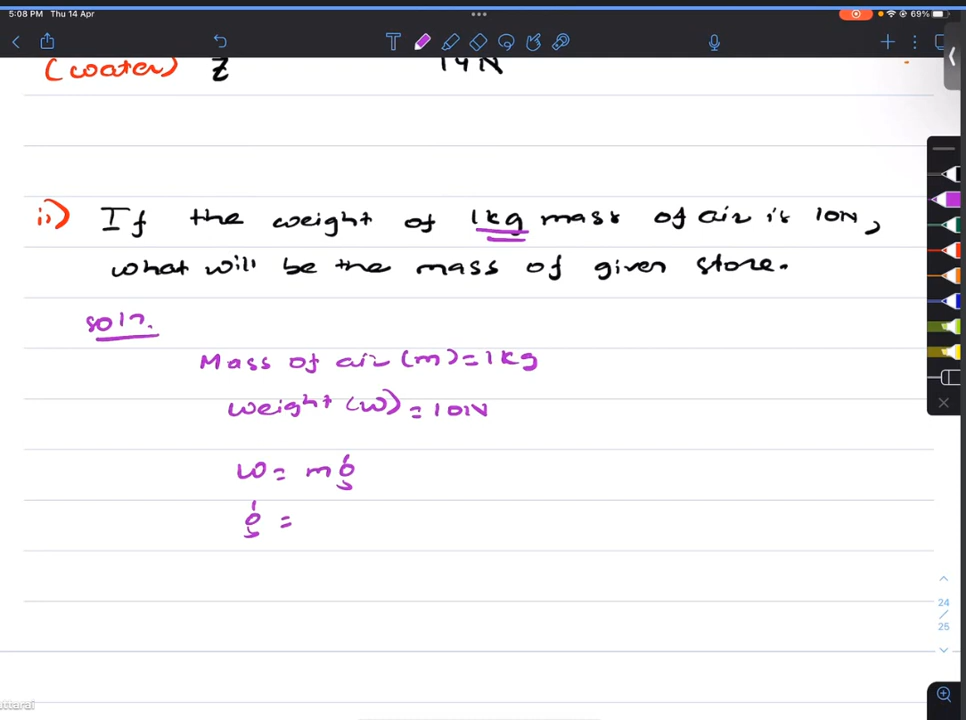 5:08 PM Thu 14 Apr
69%
(water) Z 14N
ii) If the weight of 1kg mass of air is 10N,
what will be the mass of given stone.
Soln.
Mass of air (m) = 1kg
weight (w) = 10N
w = mg
g =
24
/
25
uttarai